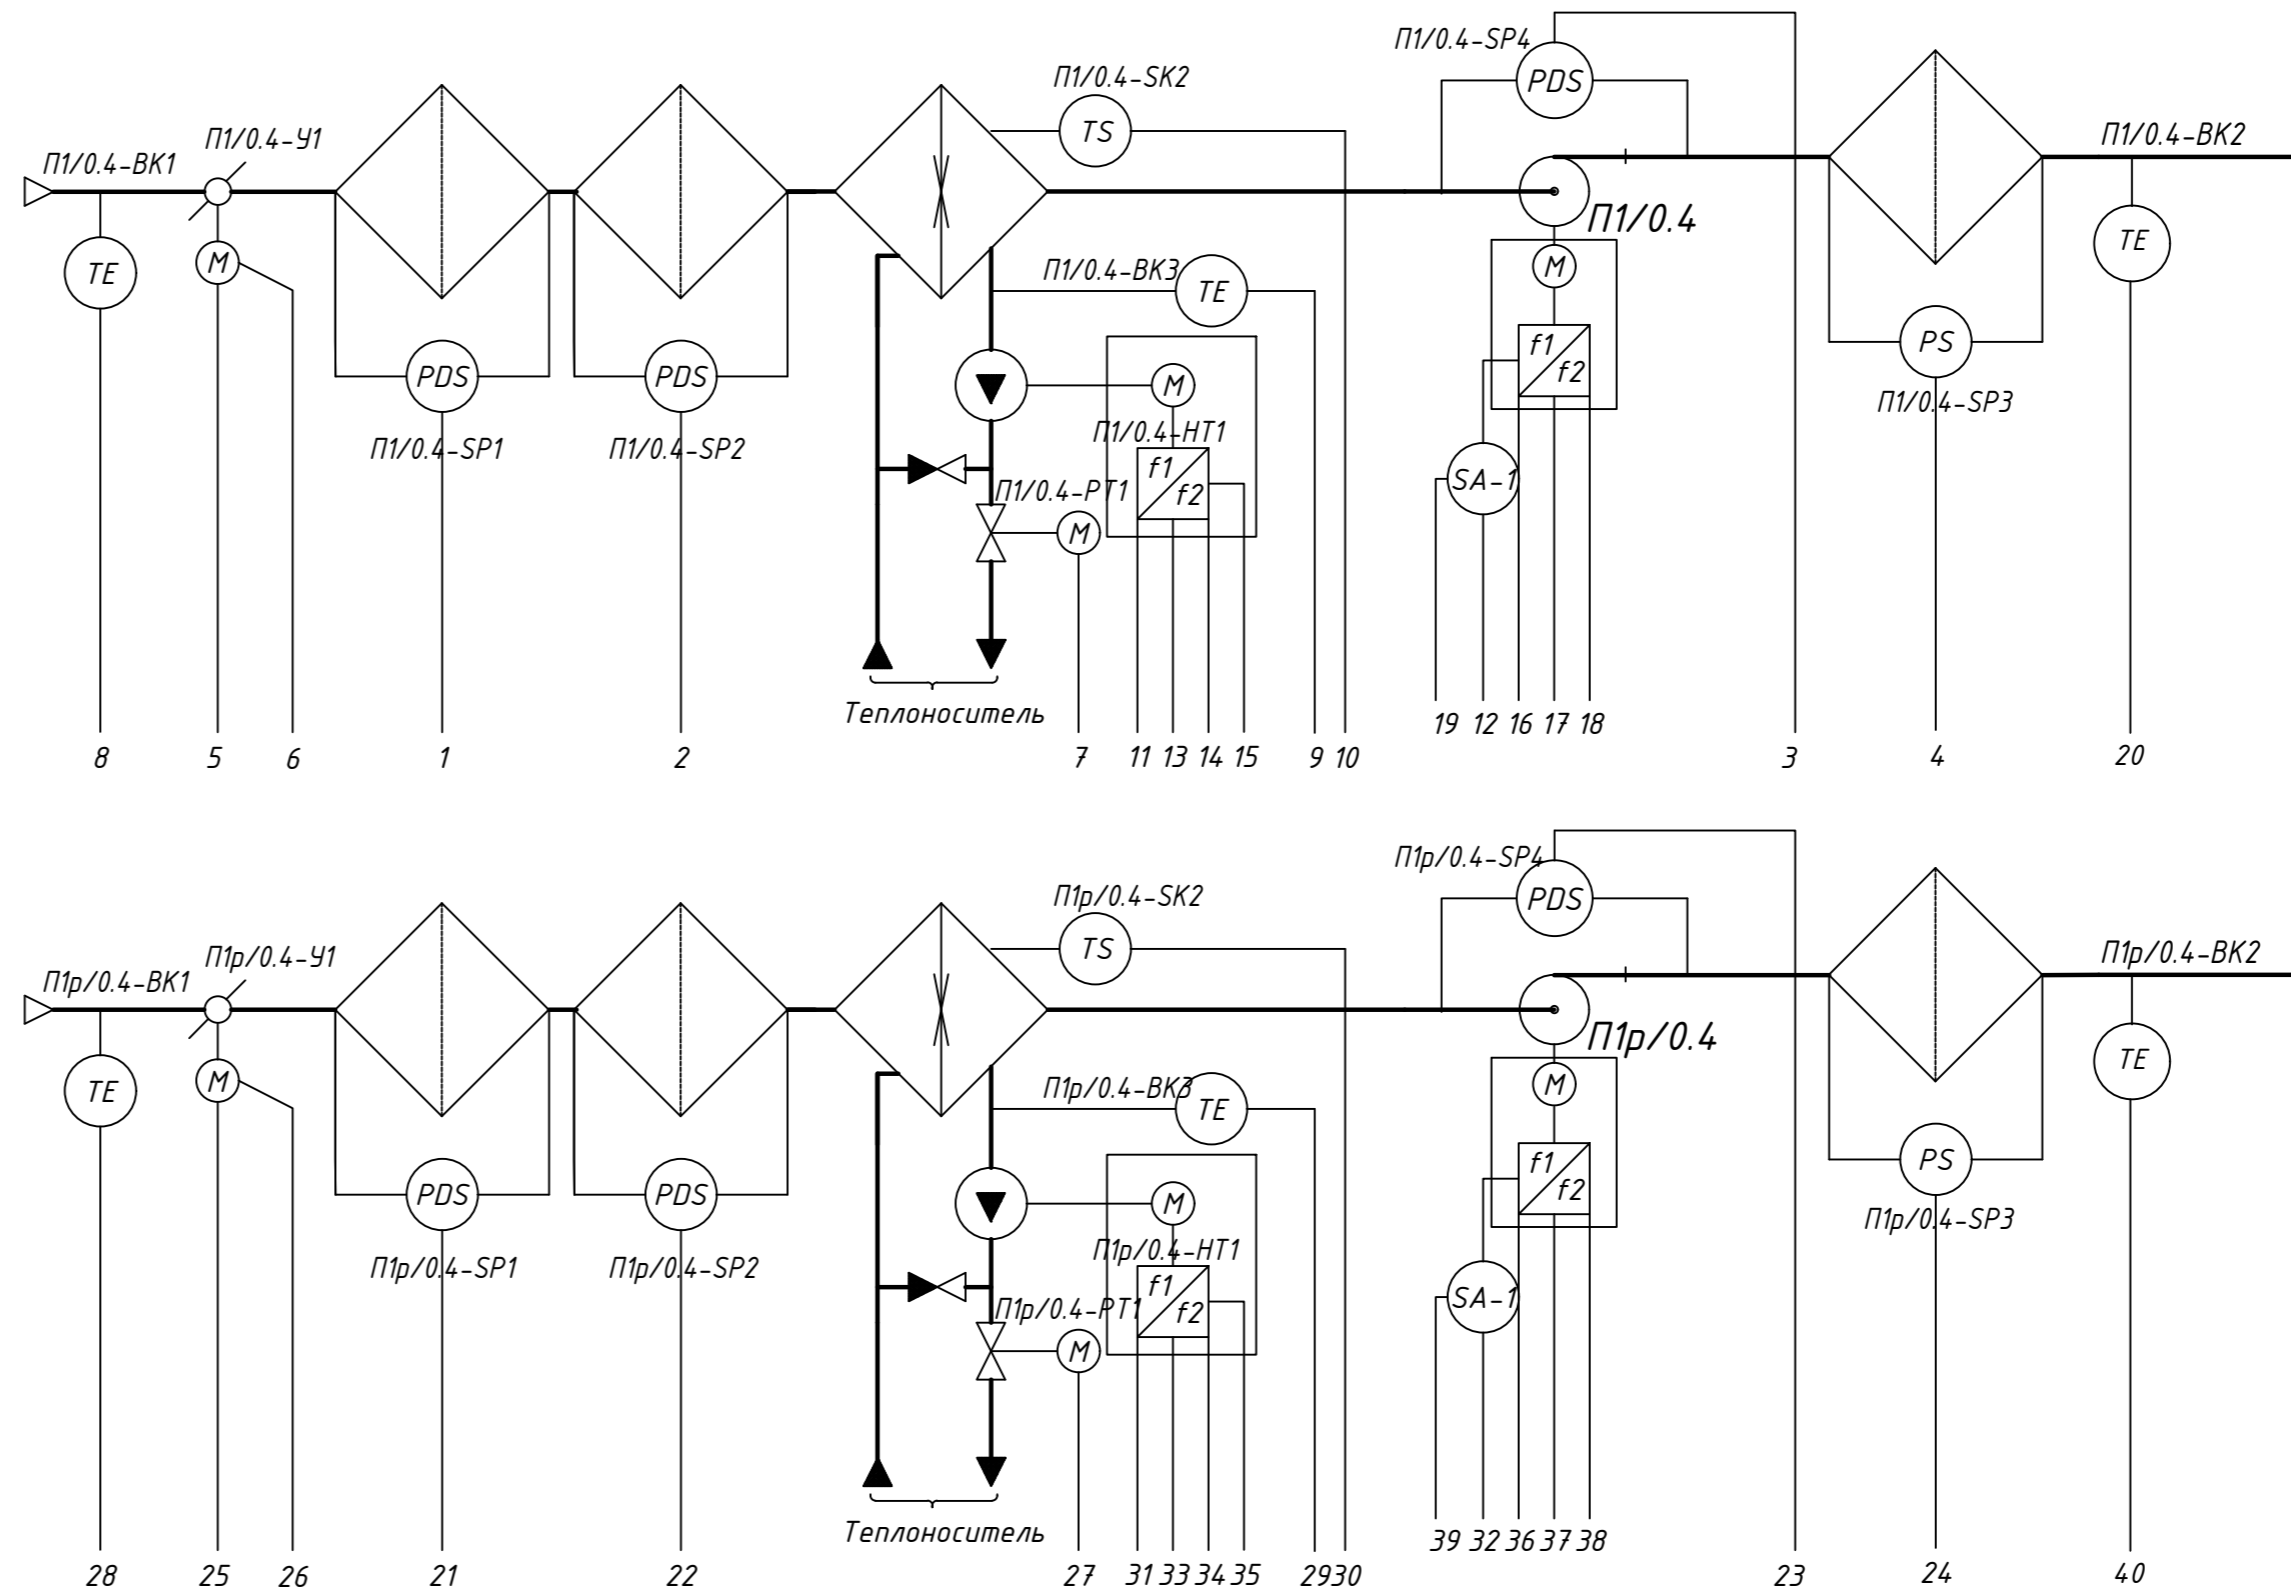 П1/0.4-SP4
П1/0.4-SK2
PDS
TS
П1/0.4-У1
П1/0.4-ВК1
П1/0.4-ВК2
П1/0.4
TE
M
П1/0.4-ВК3
TE
M
TE
f1
f2
PS
PDS
PDS
M
П1/0.4-SP3
П1/0.4-НТ1
П1/0.4-SP1
П1/0.4-SP2
f1
f2
SA-1
П1/0.4-РТ1
M
Теплоноситель
19 12 16 17 18
8 5 6 1 2 7 11 13 14 15 9 10 3 4 20
П1р/0.4-SP4
П1р/0.4-SK2
PDS
TS
П1р/0.4-У1
П1р/0.4-ВК1
П1р/0.4-ВК2
П1р/0.4
TE
M
П1р/0.4-ВК3
TE
M
TE
f1
f2
PS
PDS
PDS
M
П1р/0.4-SP3
П1р/0.4-НТ1
П1р/0.4-SP1
П1р/0.4-SP2
f1
f2
SA-1
П1р/0.4-РТ1
M
Теплоноситель
39 32 36 37 38
28 25 26 21 22 27 31 33 34 35 29 30 23 24 40